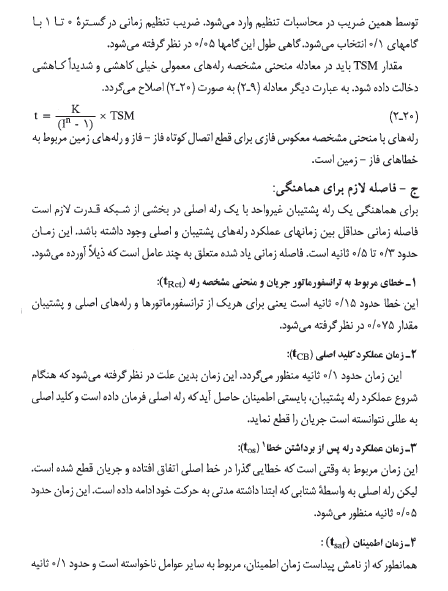 توسط همین ضریب در محاسبات تنظیم وارد می‌شود. ضریب تنظیم زمانی در گسترهٔ ۰ تا ۱ با
گامهای ۰/۱ انتخاب می‌شود. گاهی طول این گامها ۰/۰۵ در نظر گرفته می‌شود.
مقدار TSM باید در معادله منحنی مشخصه رله‌های معمولی خیلی کاهشی و شدیداً کاهشی
دخالت داده شود. به عبارت دیگر معادله (۹ـ۲) به صورت (۲۰ـ۲) اصلاح می‌گردد.
t = K / (Iⁿ - ۱) × TSM (۲ـ۲۰)
رله‌های با منحنی مشخصه معکوس فازی برای قطع اتصال کوتاه فاز – فاز و رله‌های زمین مربوط به
خطاهای فاز – زمین است.
ج – فاصله لازم برای هماهنگی:
برای هماهنگی یک رله پشتیبان غیرواحد با یک رله اصلی در بخشی از شبکه قدرت لازم است
فاصله زمانی حداقل بین زمانهای عملکرد رله‌های پشتیبان و اصلی وجود داشته باشد. این زمان
حدود ۰/۳ تا ۰/۵ ثانیه است. فاصله زمانی یاد شده متعلق به چند عامل است که ذیلاً آورده می‌شود.
۱ـ خطای مربوط به ترانسفورماتور جریان و منحنی مشخصه رله (tRct):
این خطا حدود ۰/۱۵ ثانیه است یعنی برای هریک از ترانسفورماتورها و رله‌های اصلی و پشتیبان
مقدار ۰/۰۷۵ در نظر گرفته می‌شود.
۲ـ زمان عملکرد کلید اصلی (tCB):
این زمان حدود ۰/۱ ثانیه منظور می‌گردد. این زمان بدین علت در نظر گرفته می‌شود که هنگام
شروع عملکرد رله پشتیبان، بایستی اطمینان حاصل آید که رله اصلی فرمان داده است و کلید اصلی
به عللی نتوانسته است جریان را قطع نماید.
۳ـ زمان عملکرد رله پس از برداشتن خطا۱ (tos):
این زمان مربوط به وقتی است که خطایی گذرا در خط اصلی اتفاق افتاده و جریان قطع شده است.
لیکن رله اصلی به واسطهٔ شتابی که ابتدا داشته مدتی به حرکت خود ادامه داده است. این زمان حدود
۰/۰۵ ثانیه منظور می‌شود.
۴ـ زمان اطمینان (tsaf) :
همانطور که از نامش پیداست زمان اطمینان، مربوط به سایر عوامل ناخواسته است و حدود ۰/۱ ثانیه